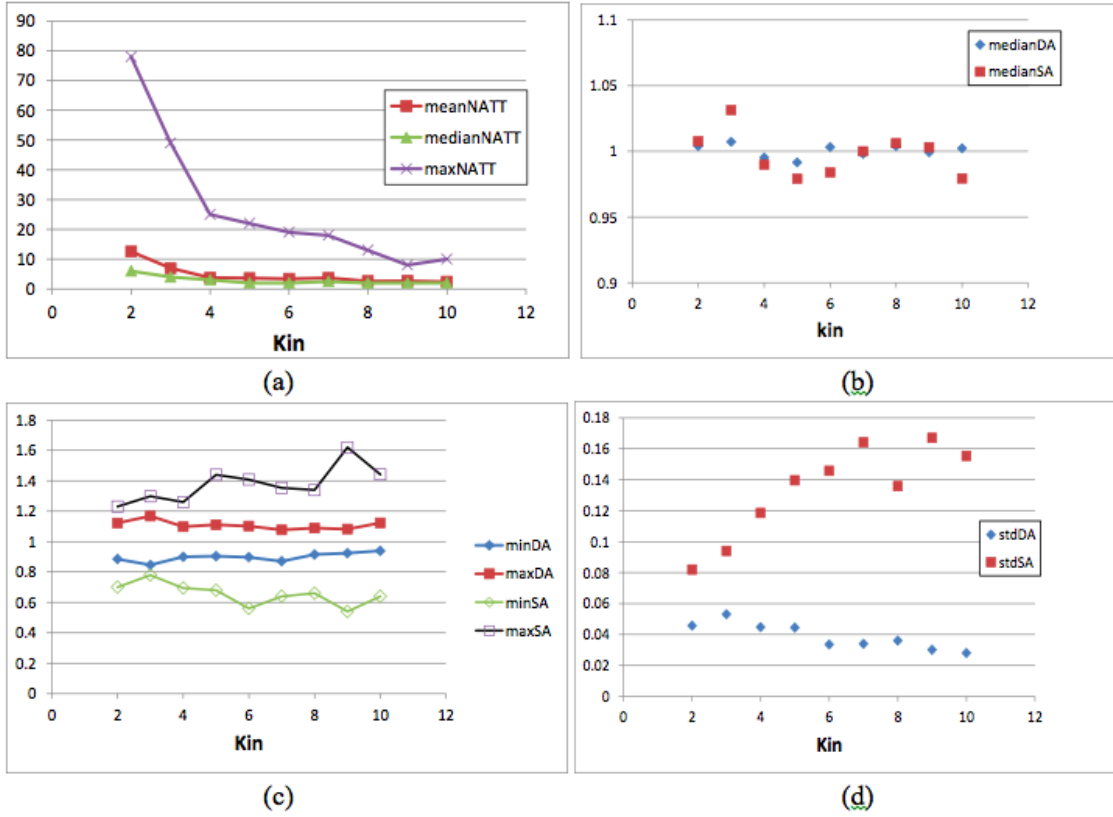 90
80
70
60
50
40
30
20
10
0
0 2 4 6 8 10 12
Kin
meanNATT
medianNATT
maxNATT
(a)
1.1
1.05
1
0.95
0.9
0 2 4 6 8 10 12
kin
medianDA
medianSA
(b)
1.8
1.6
1.4
1.2
1
0.8
0.6
0.4
0.2
0
0 2 4 6 8 10 12
Kin
minDA
maxDA
minSA
maxSA
(c)
0.18
0.16
0.14
0.12
0.1
0.08
0.06
0.04
0.02
0
0 2 4 6 8 10 12
Kin
stdDA
stdSA
(d)